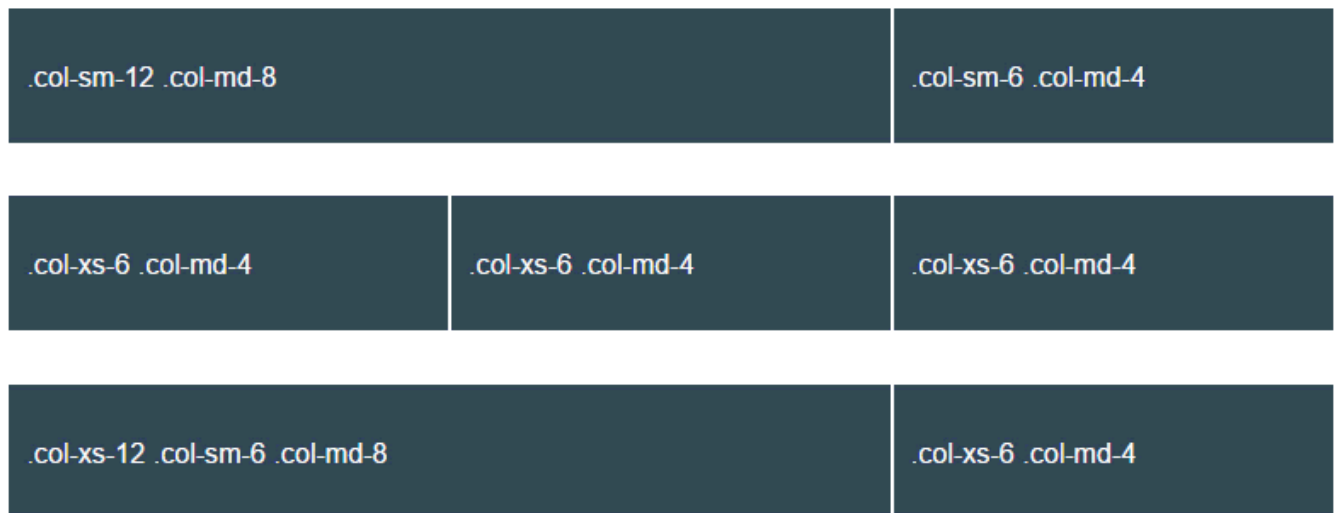 .col-sm-12 .col-md-8 .col-sm-6 .col-md-4
.col-xs-6 .col-md-4 .col-xs-6 .col-md-4 .col-xs-6 .col-md-4
.col-xs-12 .col-sm-6 .col-md-8 .col-xs-6 .col-md-4